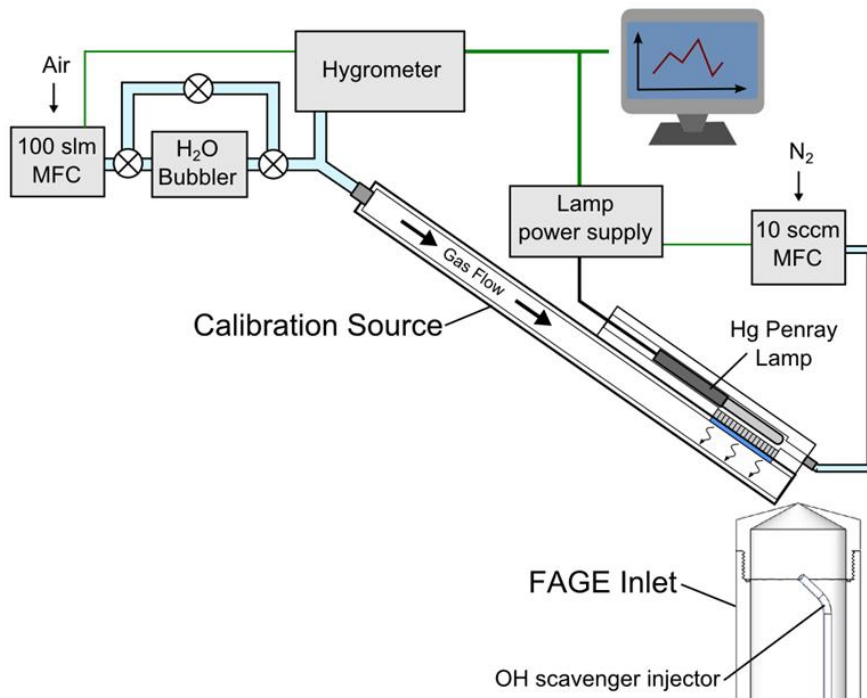 Air
100 slm
MFC
H₂O
Bubbler
Hygrometer
Lamp
power supply
N₂
10 sccm
MFC
Gas Flow
Calibration Source
Hg Penray
Lamp
FAGE Inlet
OH scavenger injector